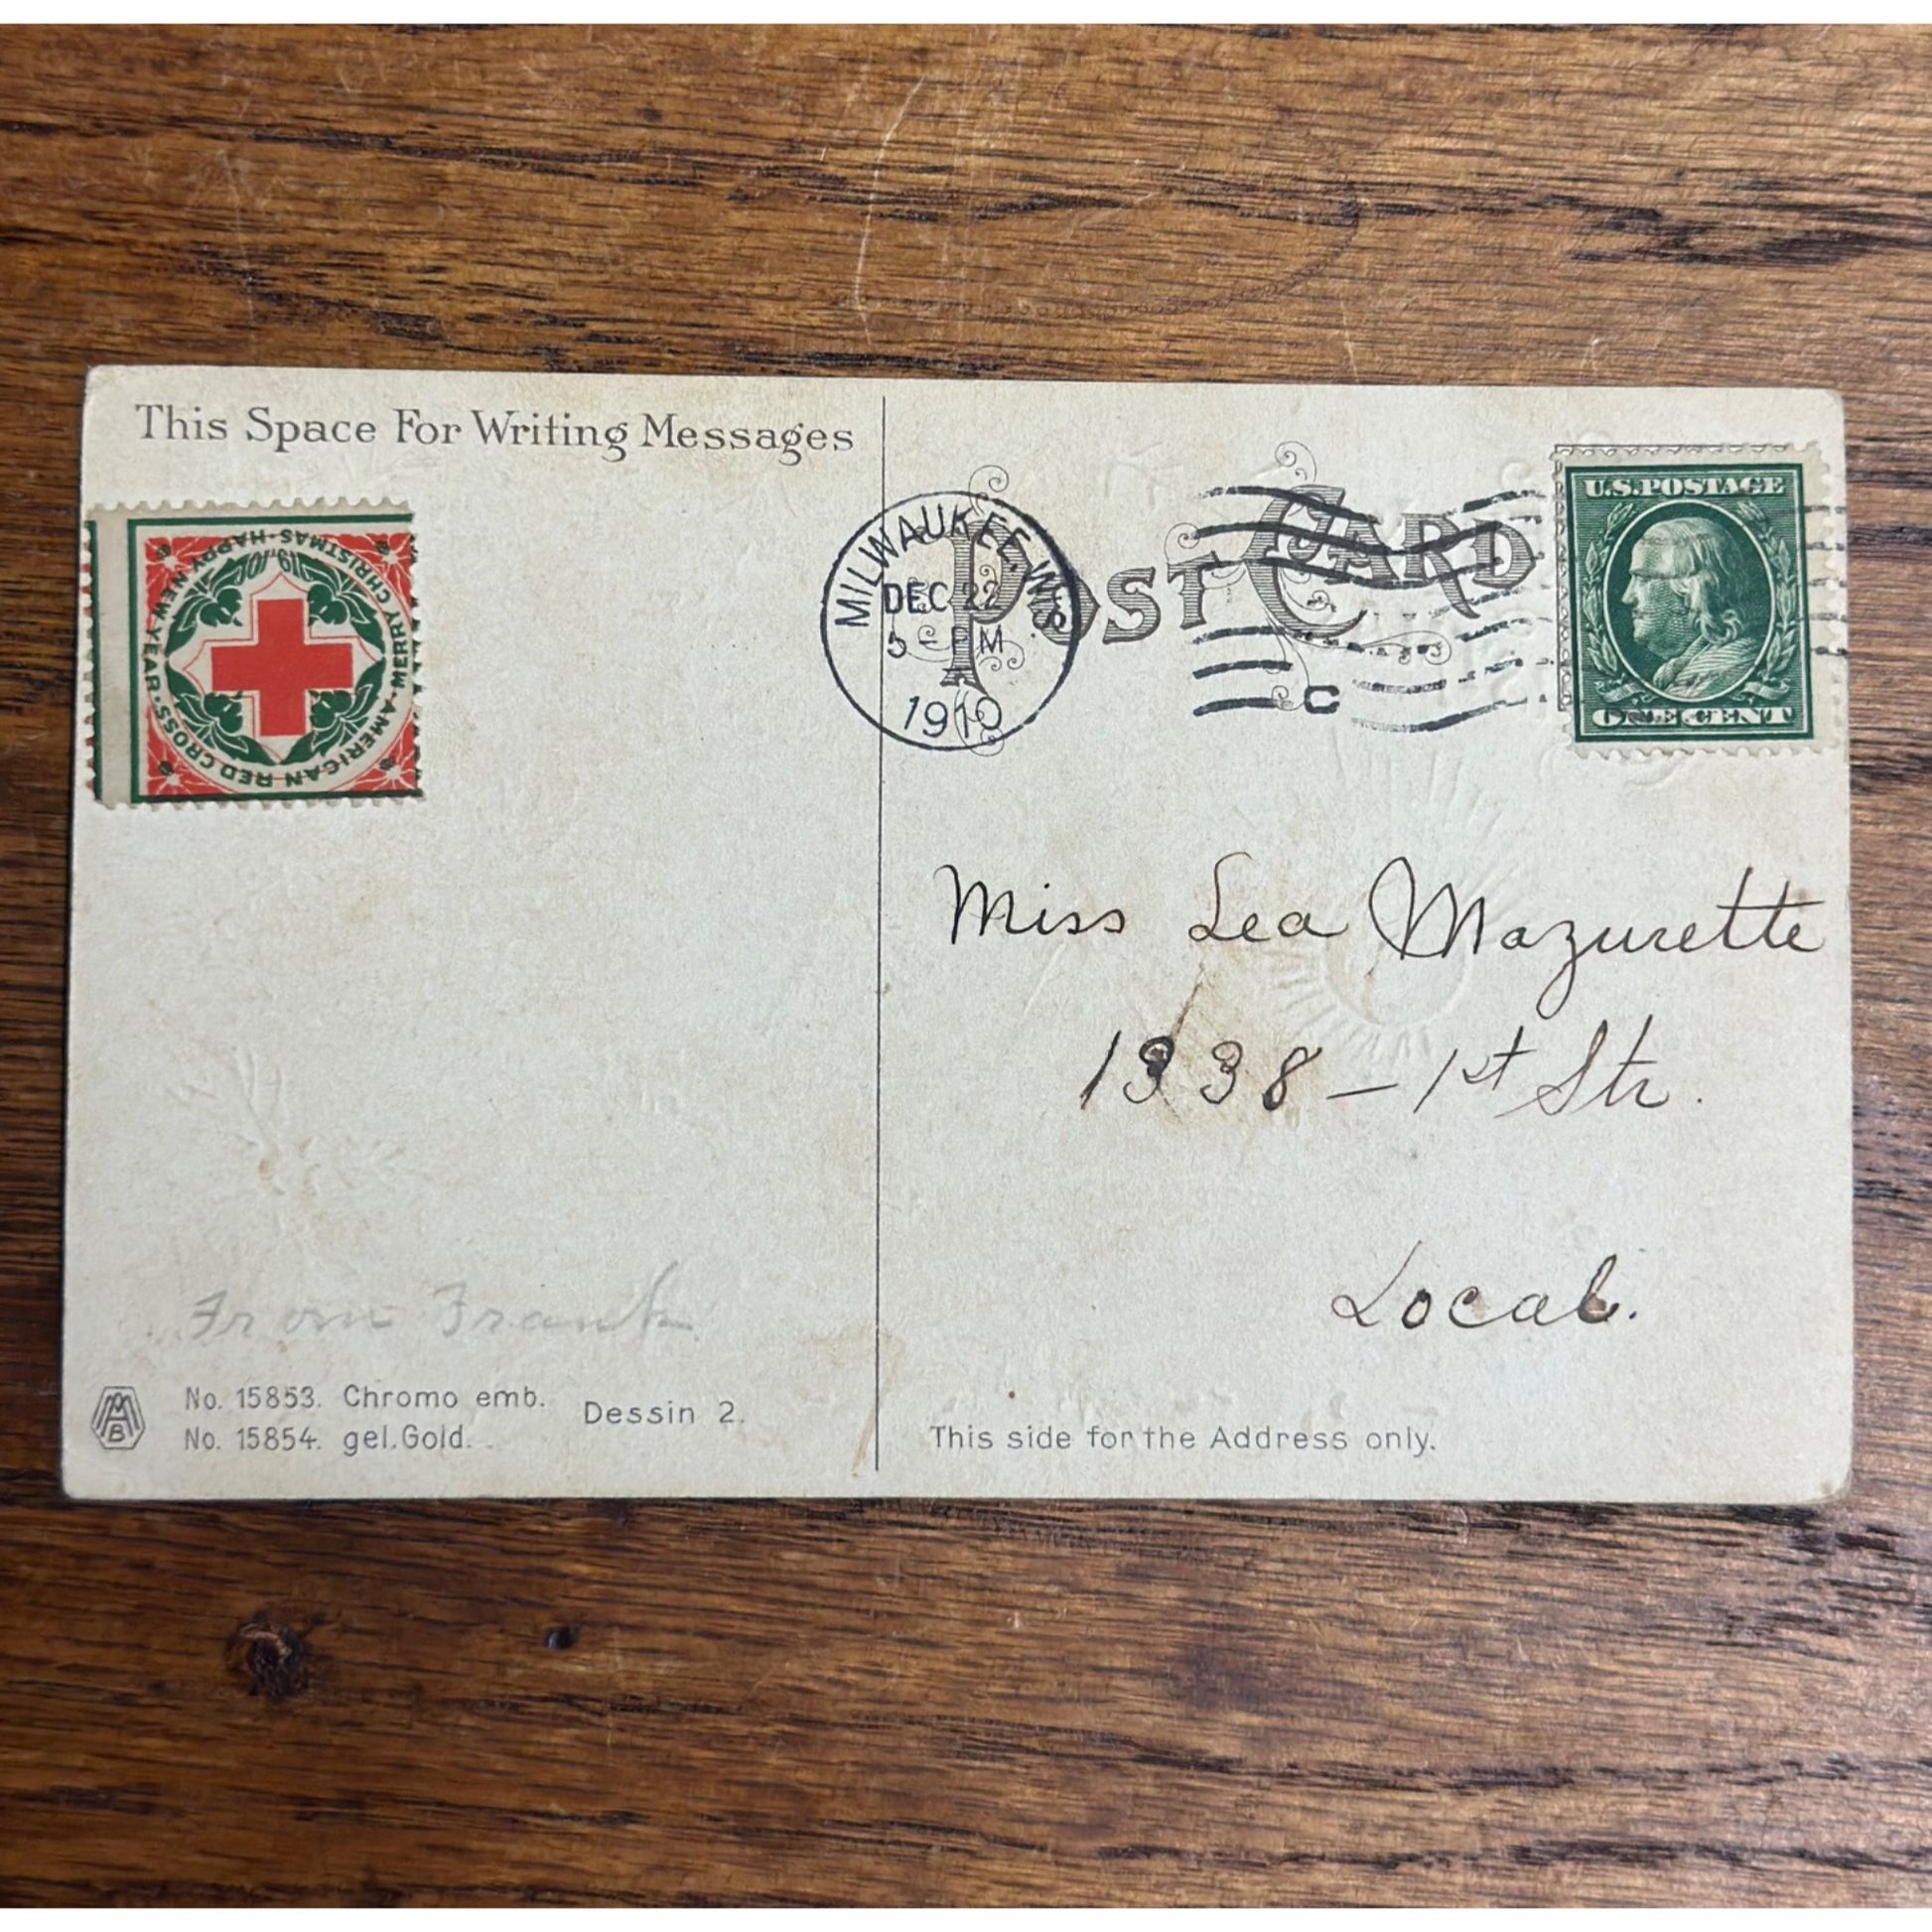 This Space For Writing Messages
MERRY CHRISTMAS · HAPPY NEW YEAR ·
1910
AMERICAN RED CROSS ·
MILWAUKEE, WIS
DEC 22
5 - PM
1910
POST CARD
C
U.S. POSTAGE
ONE CENT
Miss Lea Mazurette
1338 - 1st Str.
Local.
From Frank
MMB
No. 15853. Chromo emb.
No. 15854. gel. Gold.
Dessin 2.
This side for the Address only.